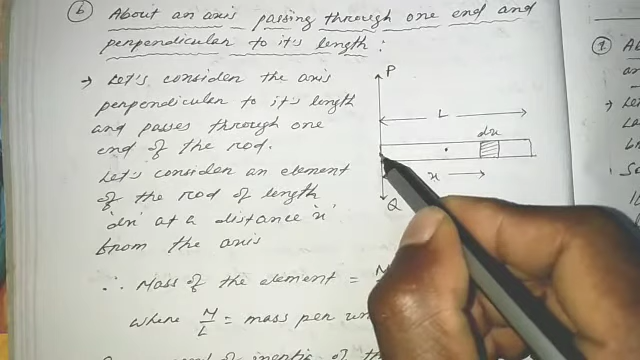 (b) About an axis passing through one end and
perpendicular to it's length :
→ Let's consider the axis
perpendicular to it's length
and passes through one
end of the rod.
Let's consider an element
of the rod of length
'dx' at a distance 'x'
from the axis
∴ Mass of the element =
where M/L = mass per
P
L
dx
x
Q